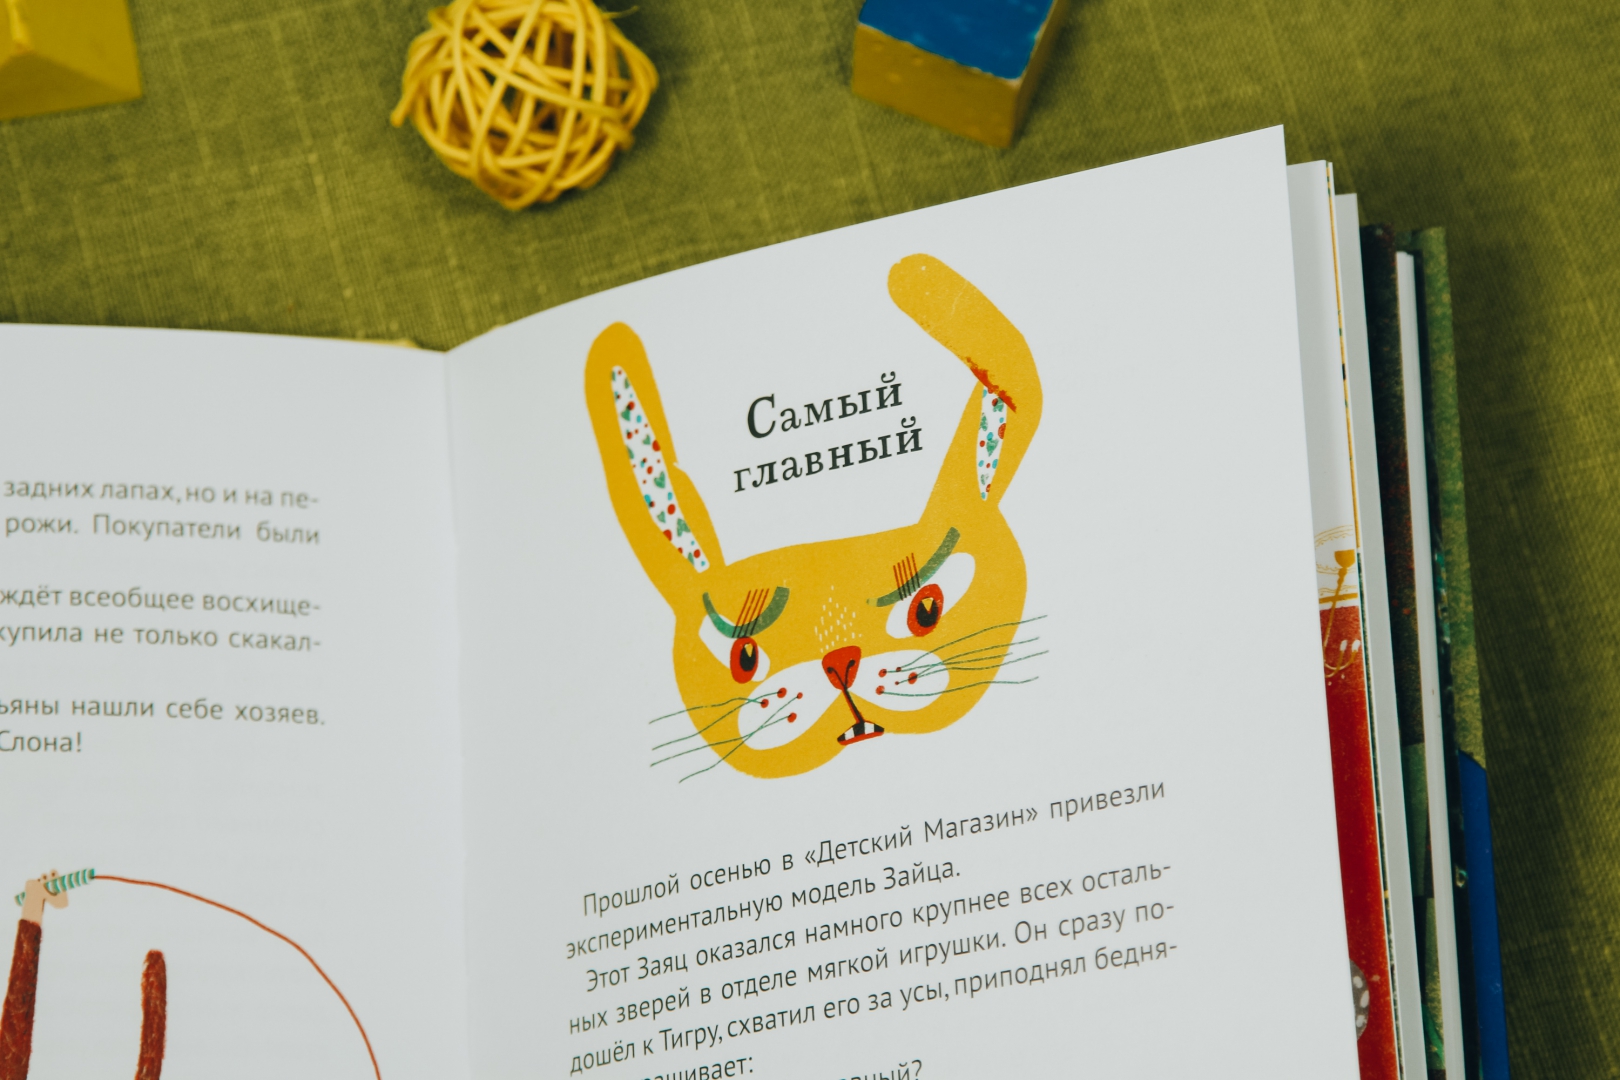 задних лапах, но и на пе-
рожи. Покупатели были
ждёт всеобщее восхище-
купила не только скакал-
нашли себе хозяев.
Слона!
Самый
главный
Прошлой осенью в «Детский Магазин» привезли
экспериментальную модель Зайца.
Этот Заяц оказался намного крупнее всех осталь-
ных зверей в отделе мягкой игрушки. Он сразу по-
дошёл к Тигру, схватил его за усы, приподнял бедня-